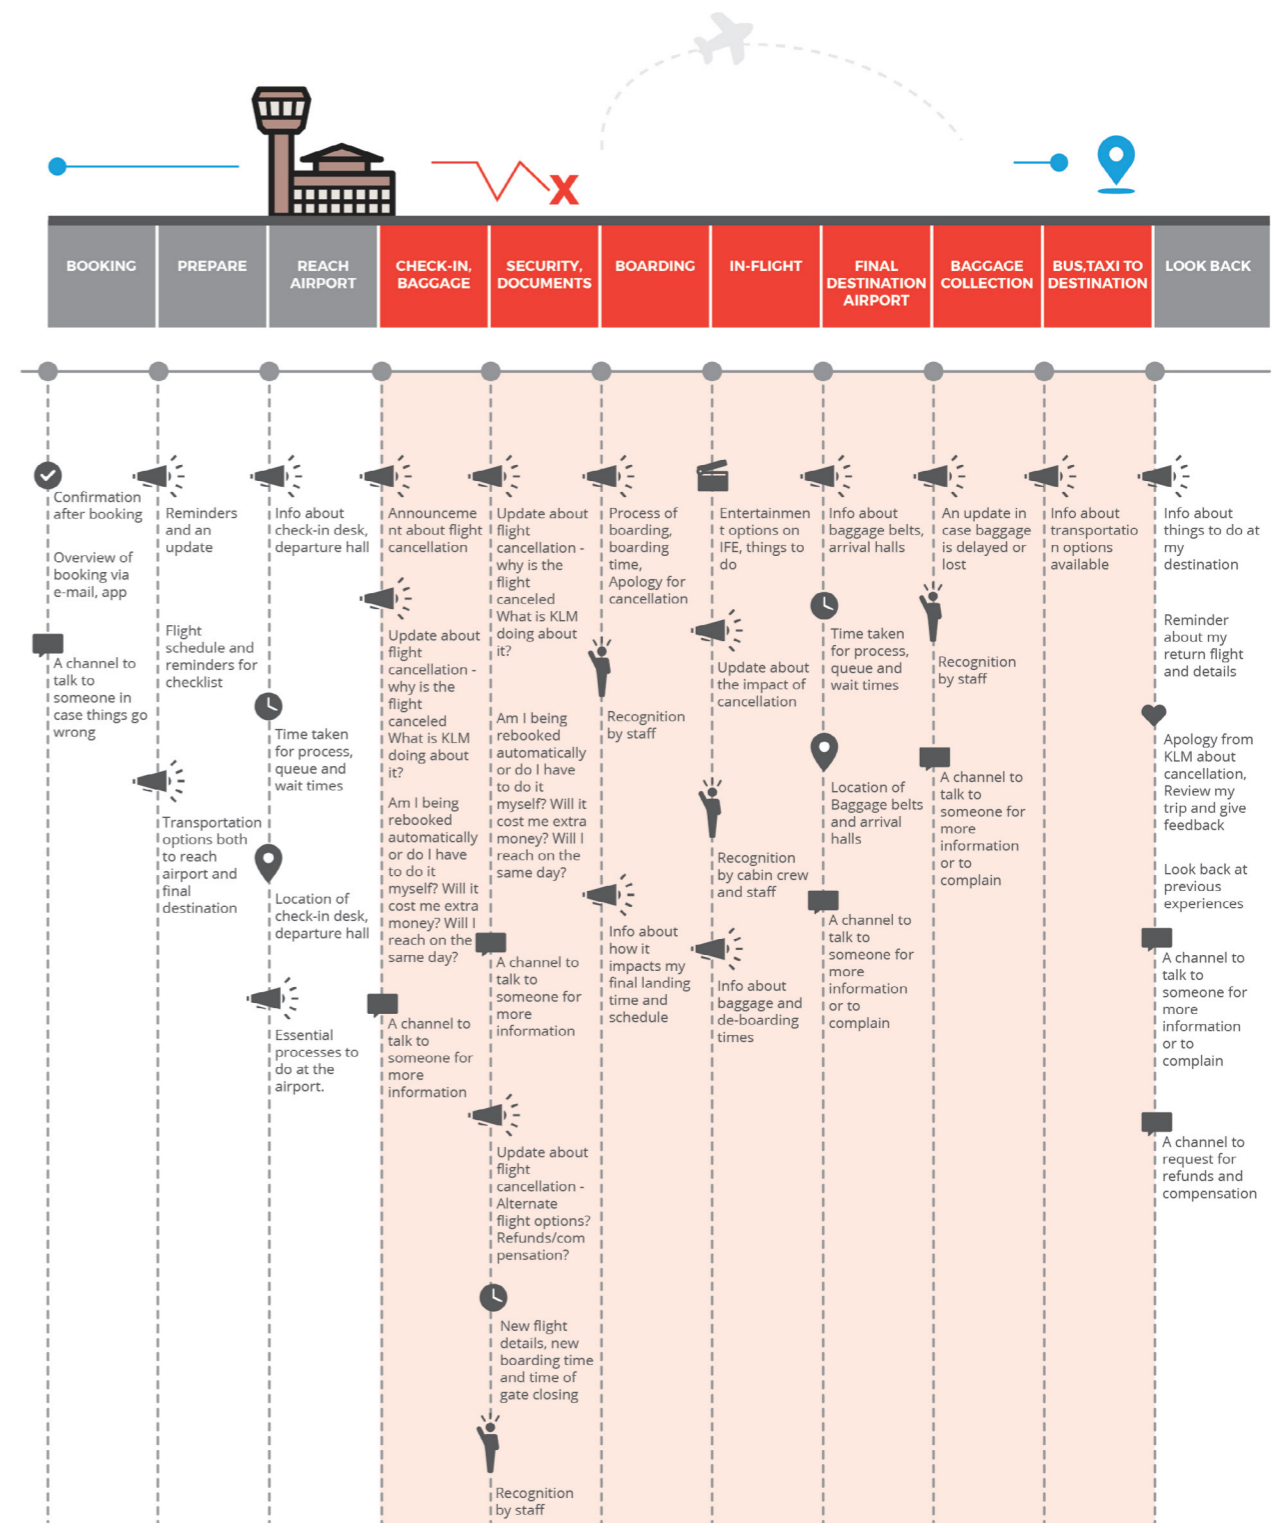 BOOKING
PREPARE
REACH
AIRPORT
CHECK-IN,
BAGGAGE
SECURITY,
DOCUMENTS
BOARDING
IN-FLIGHT
FINAL
DESTINATION
AIRPORT
BAGGAGE
COLLECTION
BUS,TAXI TO
DESTINATION
LOOK BACK
X
Confirmation
after booking
Overview of
booking via
e-mail, app
A channel to
talk to
someone in
case things go
wrong
Reminders
and an
update
Flight
schedule and
reminders for
checklist
Transportation
options both
to reach
airport and
final
destination
Info about
check-in desk,
departure hall
Time taken
for process,
queue and
wait times
Location of
check-in desk,
departure hall
Essential
processes to
do at the
airport.
Announceme
nt about flight
cancellation
Update about
flight
cancellation -
why is the
flight
canceled
What is KLM
doing about
it?
Am I being
rebooked
automatically
or do I have
to do it
myself? Will it
cost me extra
money? Will I
reach on the
same day?
A channel to
talk to
someone for
more
information
Update about
flight
cancellation -
why is the
flight
canceled
What is KLM
doing about
it?
Am I being
rebooked
automatically
or do I have
to do it
myself? Will it
cost me extra
money? Will I
reach on the
same day?
A channel to
talk to
someone for
more
information
Update about
flight
cancellation -
Alternate
flight options?
Refunds/com
pensation?
New flight
details, new
boarding time
and time of
gate closing
Recognition
by staff
Process of
boarding,
boarding
time,
Apology for
cancellation
Recognition
by staff
Info about
how it
impacts my
final landing
time and
schedule
Entertainmen
t options on
IFE, things to
do
Update about
the impact of
cancellation
Recognition
by cabin crew
and staff
Info about
baggage and
de-boarding
times
Info about
baggage belts,
arrival halls
Time taken
for process,
queue and
wait times
Location of
Baggage belts
and arrival
halls
A channel to
talk to
someone for
more
information
or to
complain
An update in
case baggage
is delayed or
lost
Recognition
by staff
A channel to
talk to
someone for
more
information
or to
complain
Info about
transportatio
n options
available
Info about
things to do at
my
destination
Reminder
about my
return flight
and details
Apology from
KLM about
cancellation,
Review my
trip and give
feedback
Look back at
previous
experiences
A channel to
talk to
someone for
more
information
or to
complain
A channel to
request for
refunds and
compensation